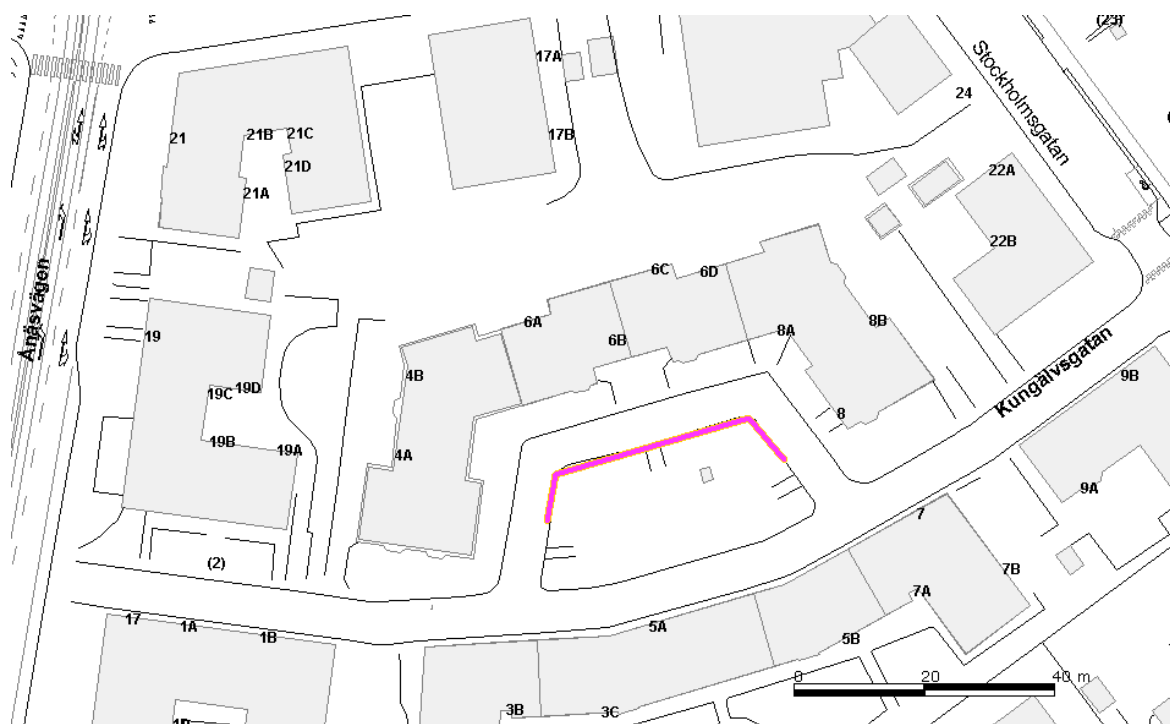 (23)
17A
Stockholmsgatan
24
21
21B
21C
17B
21D
22A
21A
22B
6C
6D
Ånäsvägen
19
6A
6B
8A
8B
4B
Kungälvsgatan
9B
19C
19D
8
19B
19A
4A
9A
7
(2)
7B
7A
17
1A
1B
5A
5B
0
20
40 m
3B
3C